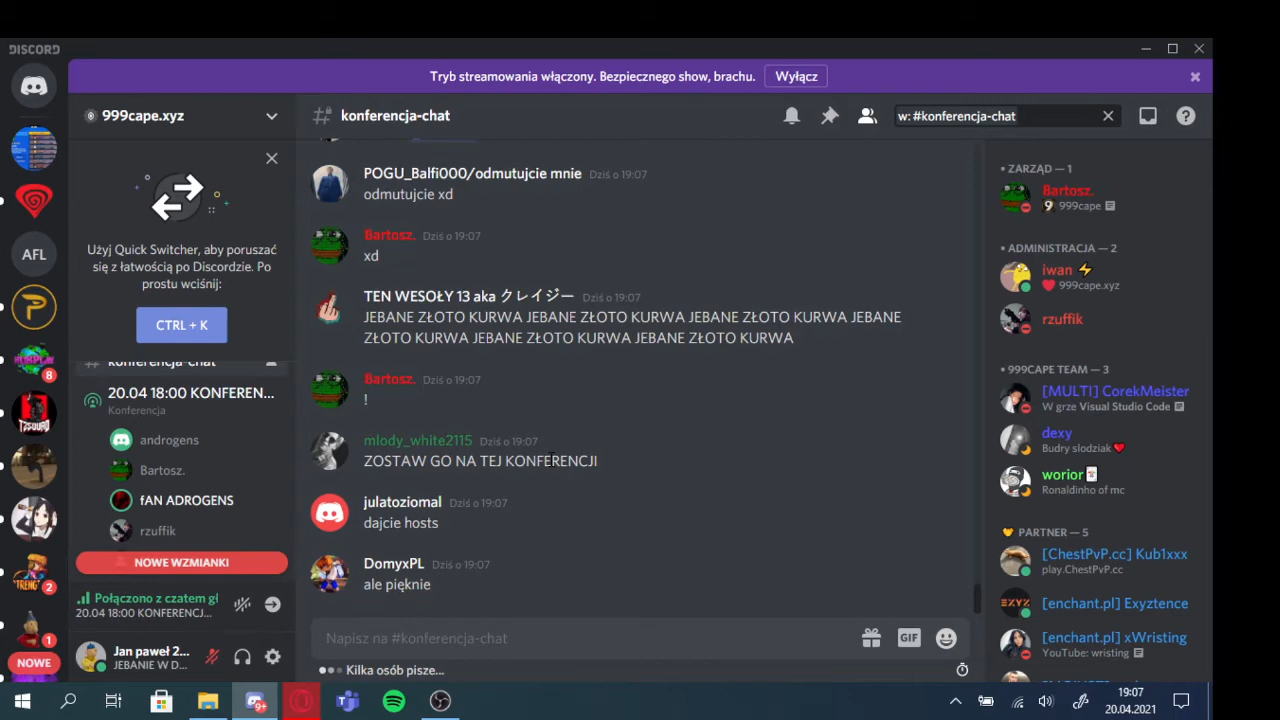 DISCORD
Tryb streamowania włączony. Bezpiecznego show, brachu.
Wyłącz
999cape.xyz
konferencja-chat
w: #konferencja-chat
Użyj Quick Switcher, aby poruszać
się z łatwością po Discordzie. Po
prostu wciśnij:
CTRL + K
konferencja-chat
20.04 18:00 KONFEREN...
Konferencja
androgens
Bartosz.
fAN ADROGENS
rzuffik
NOWE WZMIANKI
Połączono z czatem gł
20.04 18:00 KONFERENCJ...
Jan paweł 2...
JEBANIE W D...
AFL
8
2
1
NOWE
POGU_Balfi000/odmutujcie mnie Dziś o 19:07
odmutujcie xd
Bartosz. Dziś o 19:07
xd
TEN WESOŁY 13 aka クレイジー Dziś o 19:07
JEBANE ZŁOTO KURWA JEBANE ZŁOTO KURWA JEBANE ZŁOTO KURWA JEBANE
ZŁOTO KURWA JEBANE ZŁOTO KURWA JEBANE ZŁOTO KURWA
Bartosz. Dziś o 19:07
!
mlody_white2115 Dziś o 19:07
ZOSTAW GO NA TEJ KONFERENCJI
julatoziomal Dziś o 19:07
dajcie hosts
DomyxPL Dziś o 19:07
ale pięknie
Napisz na #konferencja-chat
GIF
Kilka osób pisze...
ZARZĄD — 1
Bartosz.
999cape
ADMINISTRACJA — 2
iwan
999cape.xyz
rzuffik
999CAPE TEAM — 3
[MULTI] CorekMeister
W grze Visual Studio Code
dexy
Budry slodziak
worior
Ronaldinho of mc
PARTNER — 5
[ChestPvP.cc] Kub1xxx
play.ChestPvP.cc
[enchant.pl] Exyztence
[enchant.pl] xWristing
YouTube: wristing
9+
19:07
20.04.2021